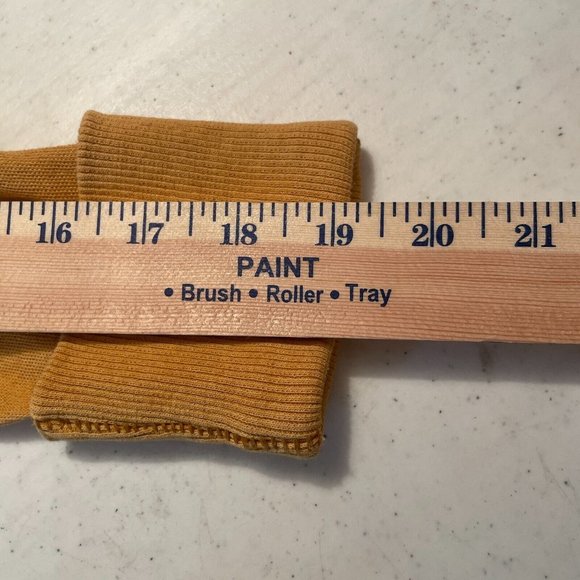 16 17 18 19 20 21
PAINT
• Brush • Roller • Tray